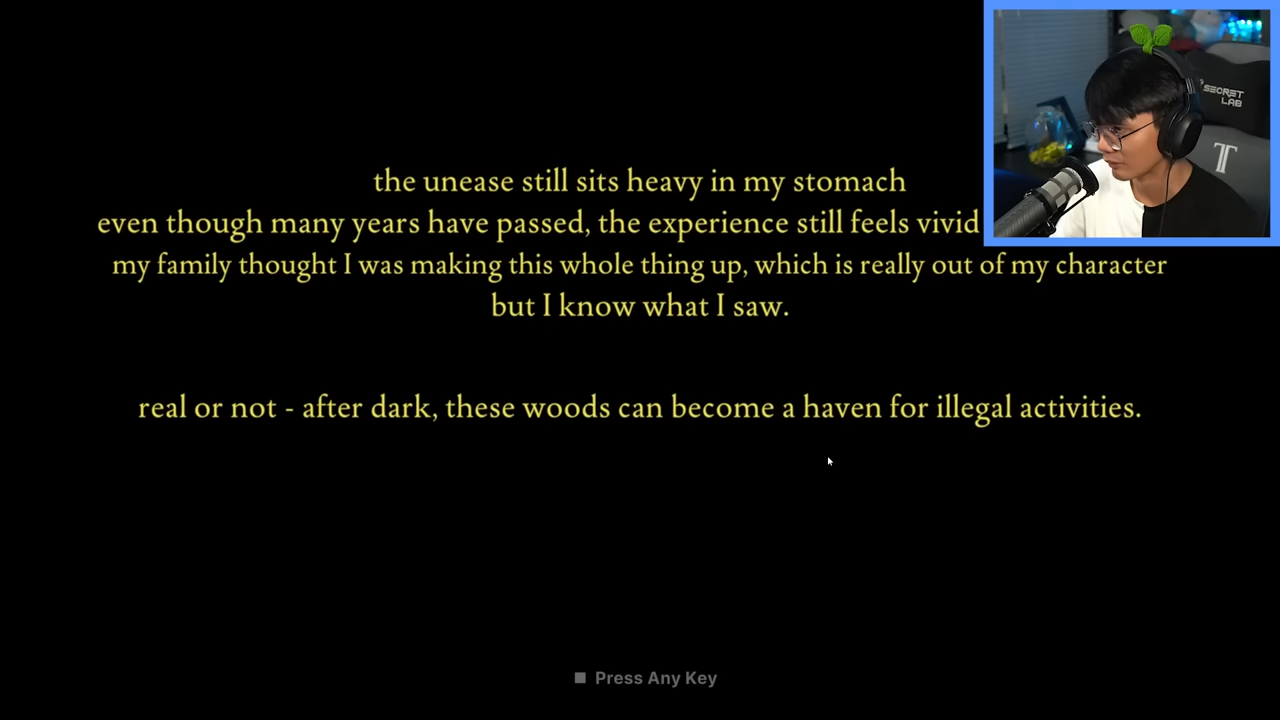 the unease still sits heavy in my stomach
even though many years have passed, the experience still feels vivid
my family thought I was making this whole thing up, which is really out of my character
but I know what I saw.
real or not - after dark, these woods can become a haven for illegal activities.
Press Any Key
SECRET
LAB